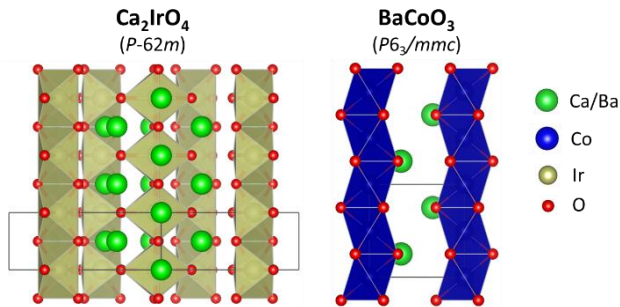 Ca₂IrO₄
(P-62m)
BaCoO₃
(P6₃/mmc)
Ca/Ba
Co
Ir
O